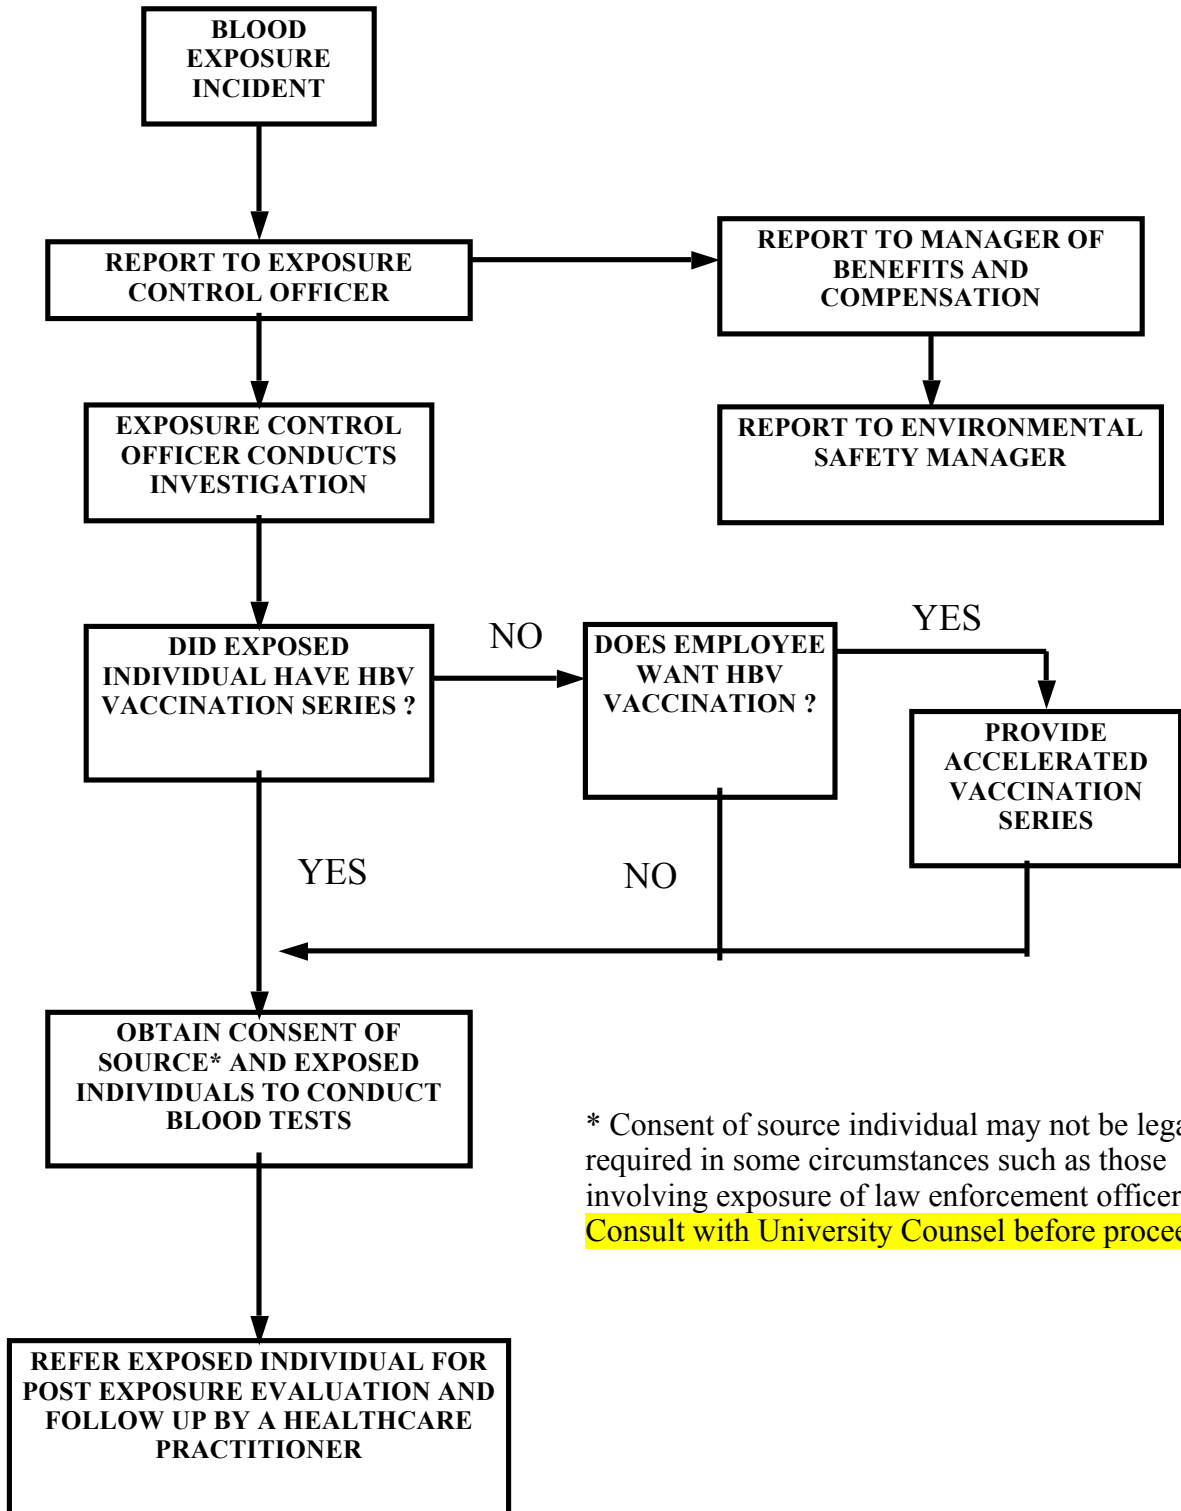 BLOOD
EXPOSURE
INCIDENT
REPORT TO EXPOSURE
CONTROL OFFICER
REPORT TO MANAGER OF
BENEFITS AND
COMPENSATION
EXPOSURE CONTROL
OFFICER CONDUCTS
INVESTIGATION
REPORT TO ENVIRONMENTAL
SAFETY MANAGER
DID EXPOSED
INDIVIDUAL HAVE HBV
VACCINATION SERIES ?
NO
DOES EMPLOYEE
WANT HBV
VACCINATION ?
YES
PROVIDE
ACCELERATED
VACCINATION
SERIES
YES
NO
OBTAIN CONSENT OF
SOURCE* AND EXPOSED
INDIVIDUALS TO CONDUCT
BLOOD TESTS
* Consent of source individual may not be
required in some circumstances such as those
involving exposure of law enforcement
Consult with University Counsel before
REFER EXPOSED INDIVIDUAL FOR
POST EXPOSURE EVALUATION AND
FOLLOW UP BY A HEALTHCARE
PRACTITIONER